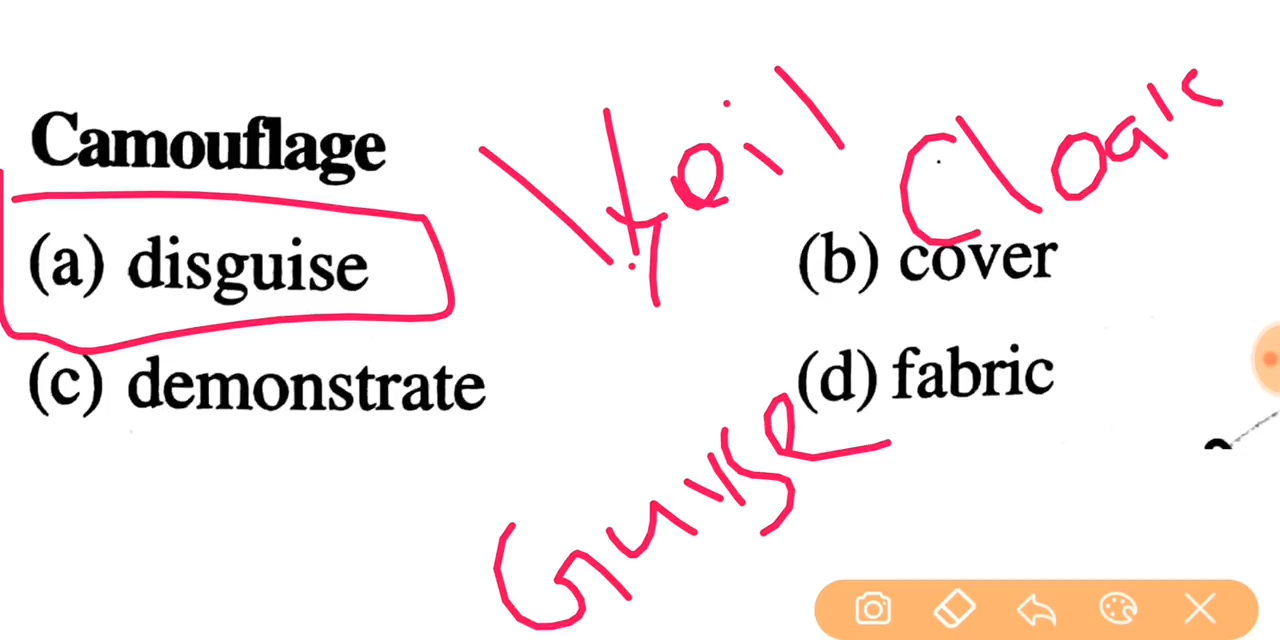 Veil Cloak
Camouflage
(a) disguise (b) cover
(c) demonstrate (d) fabric
Guise